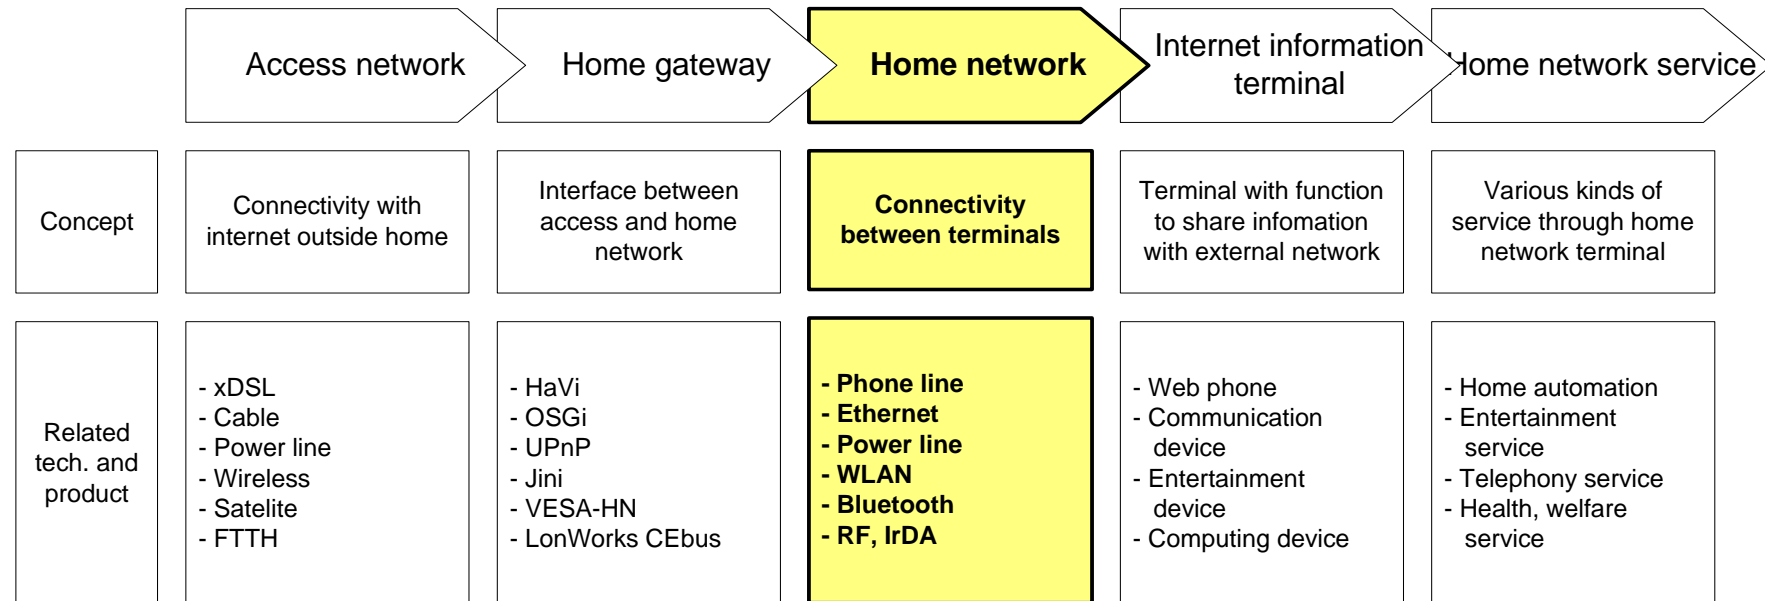 Access network
Home gateway
Home network
Internet information
terminal
Home network service
Concept
Connectivity with
internet outside home
Interface between
access and home
network
Connectivity
between terminals
Terminal with function
to share infomation
with external network
Various kinds of
service through home
network terminal
Related
tech. and
product
- xDSL
- Cable
- Power line
- Wireless
- Satelite
- FTTH
- HaVi
- OSGi
- UPnP
- Jini
- VESA-HN
- LonWorks CEbus
- Phone line
- Ethernet
- Power line
- WLAN
- Bluetooth
- RF, IrDA
- Web phone
- Communication
device
- Entertainment
device
- Computing device
- Home automation
- Entertainment
service
- Telephony service
- Health, welfare
service